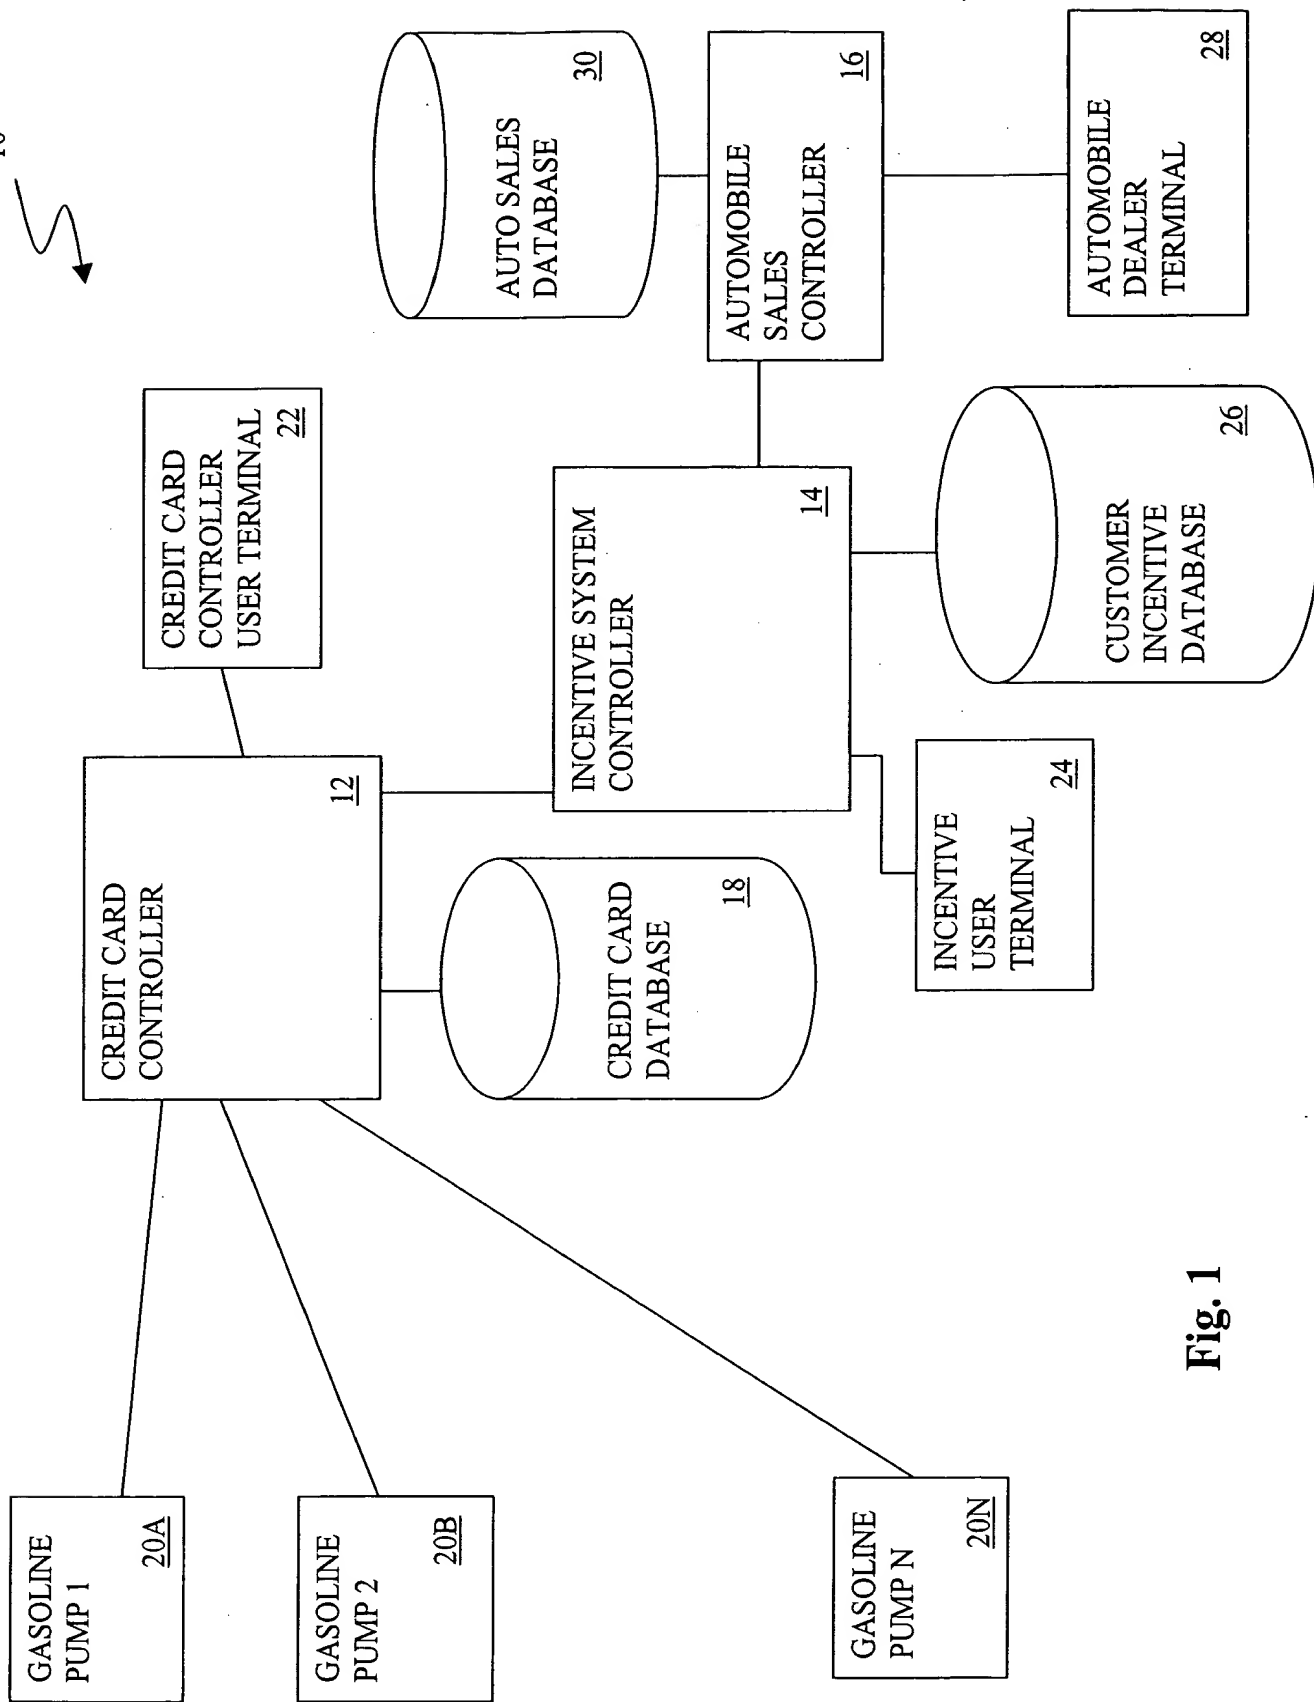 10
GASOLINE
PUMP 1
20A
GASOLINE
PUMP 2
20B
GASOLINE
PUMP N
20N
CREDIT CARD
CONTROLLER
12
CREDIT CARD
CONTROLLER
USER TERMINAL
22
CREDIT CARD
DATABASE
18
INCENTIVE SYSTEM
CONTROLLER
14
AUTO SALES
DATABASE
30
AUTOMOBILE
SALES
CONTROLLER
16
INCENTIVE
USER
TERMINAL
24
CUSTOMER
INCENTIVE
DATABASE
26
AUTOMOBILE
DEALER
TERMINAL
28
Fig. 1